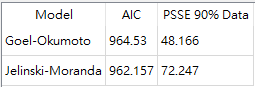 Model AIC PSSE 90% Data
Goel-Okumoto 964.53 48.166
Jelinski-Moranda 962.157 72.247